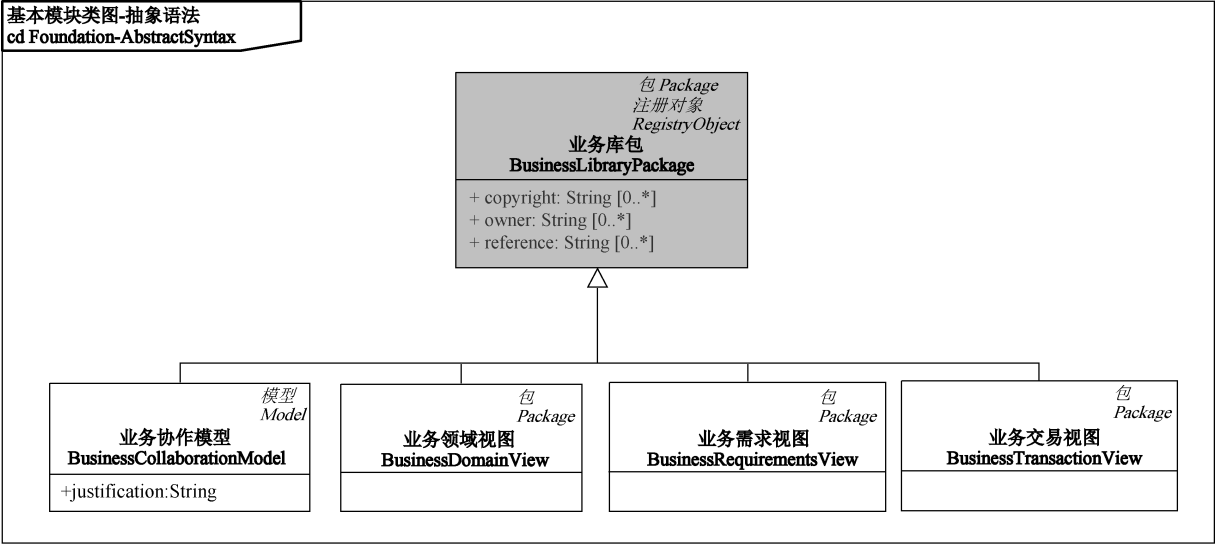 基本模块类图-抽象语法
cd Foundation-AbstractSyntax
包 Package
注册对象
RegistryObject
业务库包
BusinessLibraryPackage
+ copyright: String [0..*]
+ owner: String [0..*]
+ reference: String [0..*]
模型
Model
业务协作模型
BusinessCollaborationModel
+justification:String
包
Package
业务领域视图
BusinessDomainView
包
Package
业务需求视图
BusinessRequirementsView
包
Package
业务交易视图
BusinessTransactionView